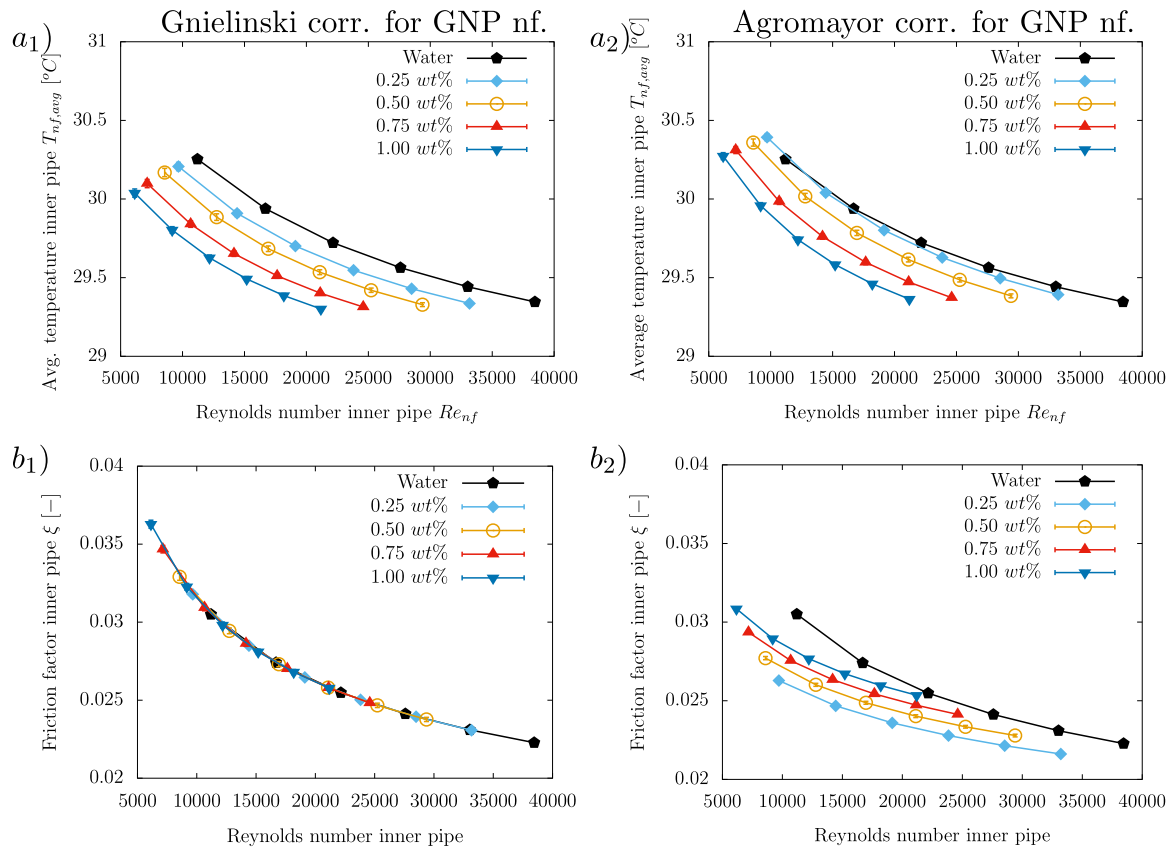 Gnielinski corr. for GNP nf.
a1)
Avg. temperature inner pipe T_{nf,avg} [°C]
31
30.5
30
29.5
29
Water
0.25 wt%
0.50 wt%
0.75 wt%
1.00 wt%
5000 10000 15000 20000 25000 30000 35000 40000
Reynolds number inner pipe Re_{nf}
Agromayor corr. for GNP nf.
a2)
Average temperature inner pipe T_{nf,avg} [°C]
31
30.5
30
29.5
29
Water
0.25 wt%
0.50 wt%
0.75 wt%
1.00 wt%
5000 10000 15000 20000 25000 30000 35000 40000
Reynolds number inner pipe Re_{nf}
b1)
Friction factor inner pipe ξ [−]
0.04
0.035
0.03
0.025
0.02
Water
0.25 wt%
0.50 wt%
0.75 wt%
1.00 wt%
5000 10000 15000 20000 25000 30000 35000 40000
Reynolds number inner pipe
b2)
Friction factor inner pipe ξ [−]
0.04
0.035
0.03
0.025
0.02
Water
0.25 wt%
0.50 wt%
0.75 wt%
1.00 wt%
5000 10000 15000 20000 25000 30000 35000 40000
Reynolds number inner pipe